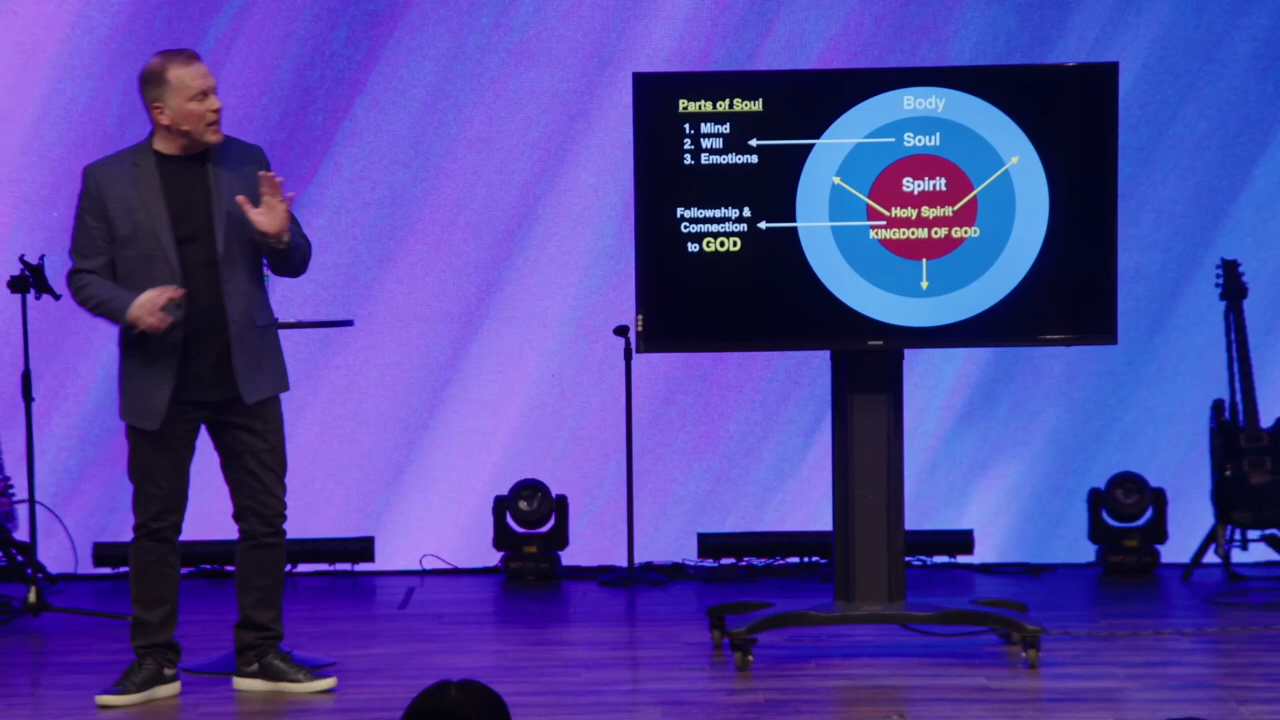 Parts of Soul
1. Mind
2. Will
3. Emotions
Fellowship &
Connection
to GOD
Body
Soul
Spirit
Holy Spirit
KINGDOM OF GOD